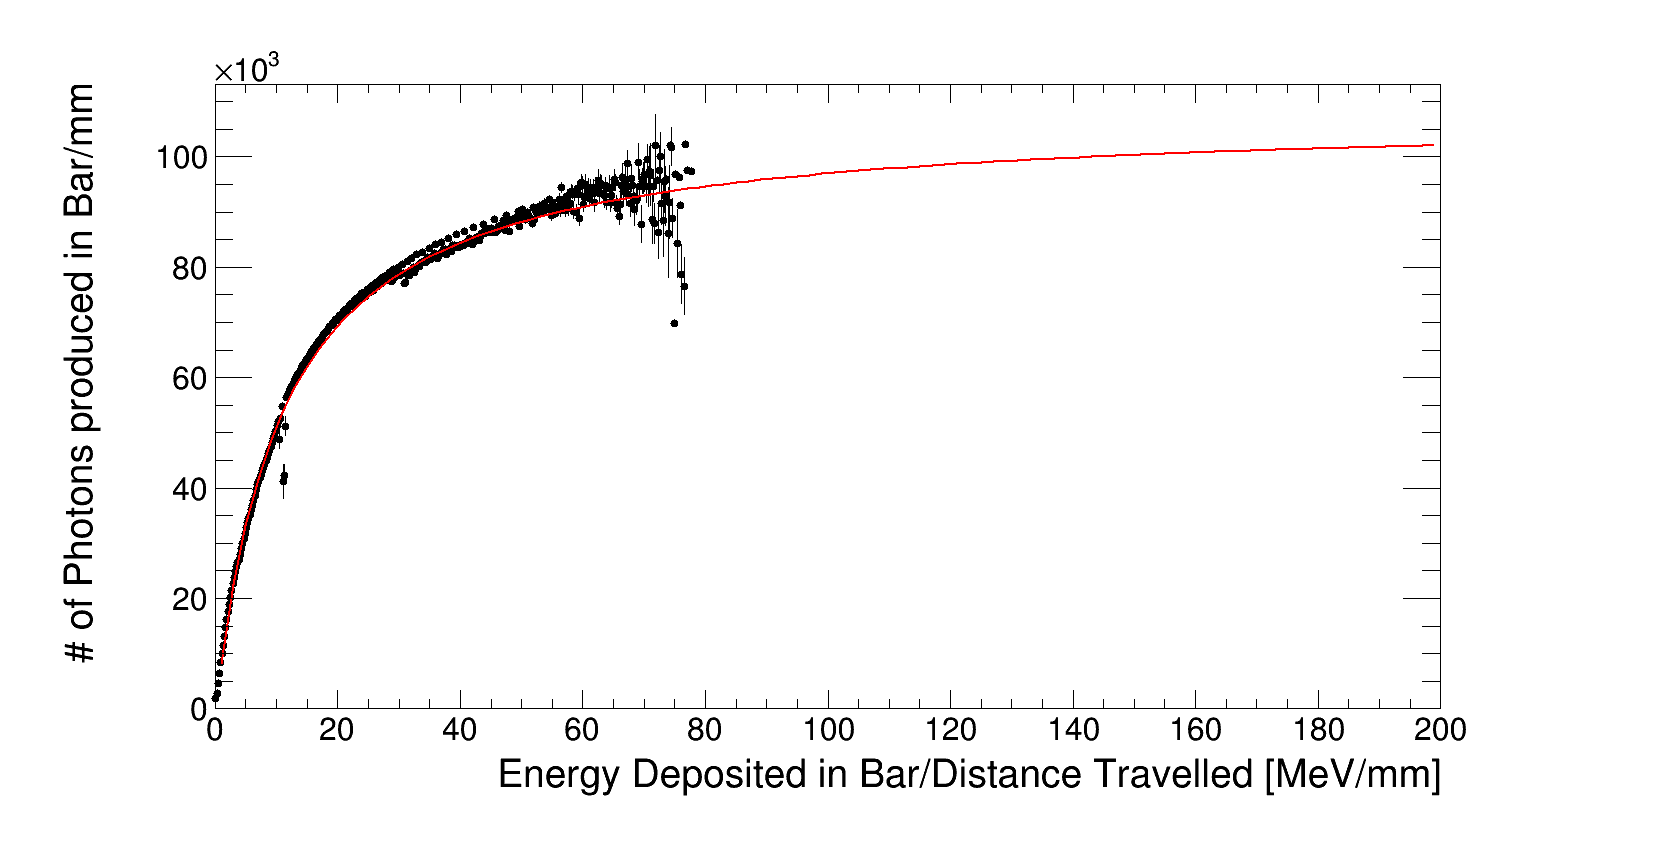 ×10³
# of Photons produced in Bar/mm
100
80
60
40
20
0
0 20 40 60 80 100 120 140 160 180 200
Energy Deposited in Bar/Distance Travelled [MeV/mm]